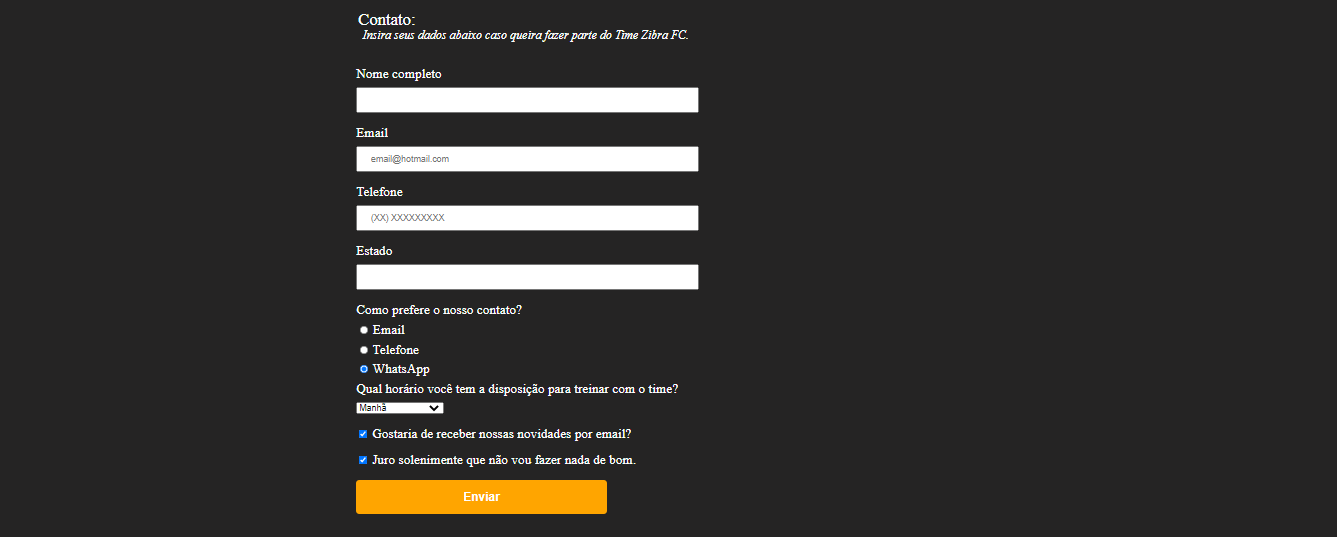 Contato:
Insira seus dados abaixo caso queira fazer parte do Time Zibra FC.
Nome completo
Email
email@hotmail.com
Telefone
(XX) XXXXXXXXX
Estado
Como prefere o nosso contato?
Email
Telefone
WhatsApp
Qual horário você tem a disposição para treinar com o time?
Manhã
Gostaria de receber nossas novidades por email?
Juro solenimente que não vou fazer nada de bom.
Enviar